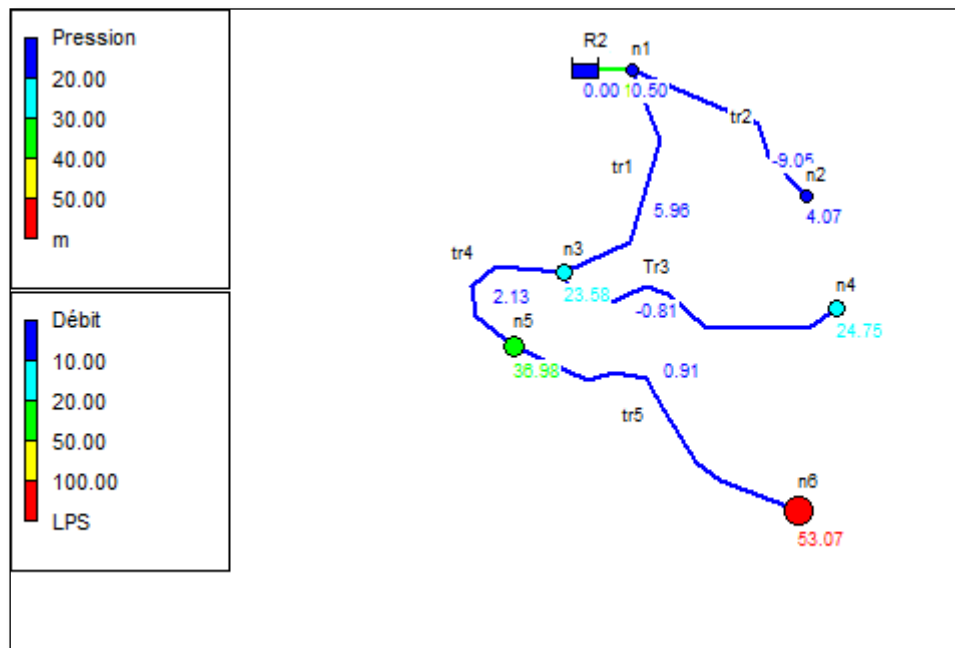 Pression
20.00
30.00
40.00
50.00
m
Débit
10.00
20.00
50.00
100.00
LPS
R2
n1
0.00
0.50
tr2
-9.05
n2
4.07
tr1
5.96
tr4
n3
Tr3
2.13
23.58
-0.81
n4
24.75
n5
36.98
0.91
tr5
n6
53.07